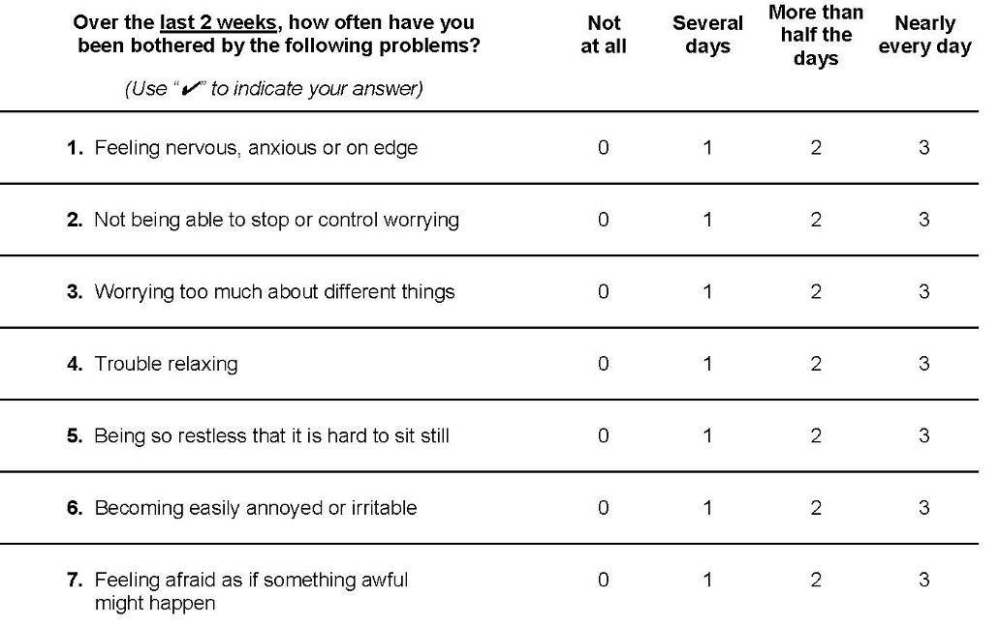 Over the last 2 weeks, how often have you been bothered by the following problems?
(Use "✔" to indicate your answer)
Not at all
Several days
More than half the days
Nearly every day
1. Feeling nervous, anxious or on edge 0 1 2 3
2. Not being able to stop or control worrying 0 1 2 3
3. Worrying too much about different things 0 1 2 3
4. Trouble relaxing 0 1 2 3
5. Being so restless that it is hard to sit still 0 1 2 3
6. Becoming easily annoyed or irritable 0 1 2 3
7. Feeling afraid as if something awful 0 1 2 3
might happen